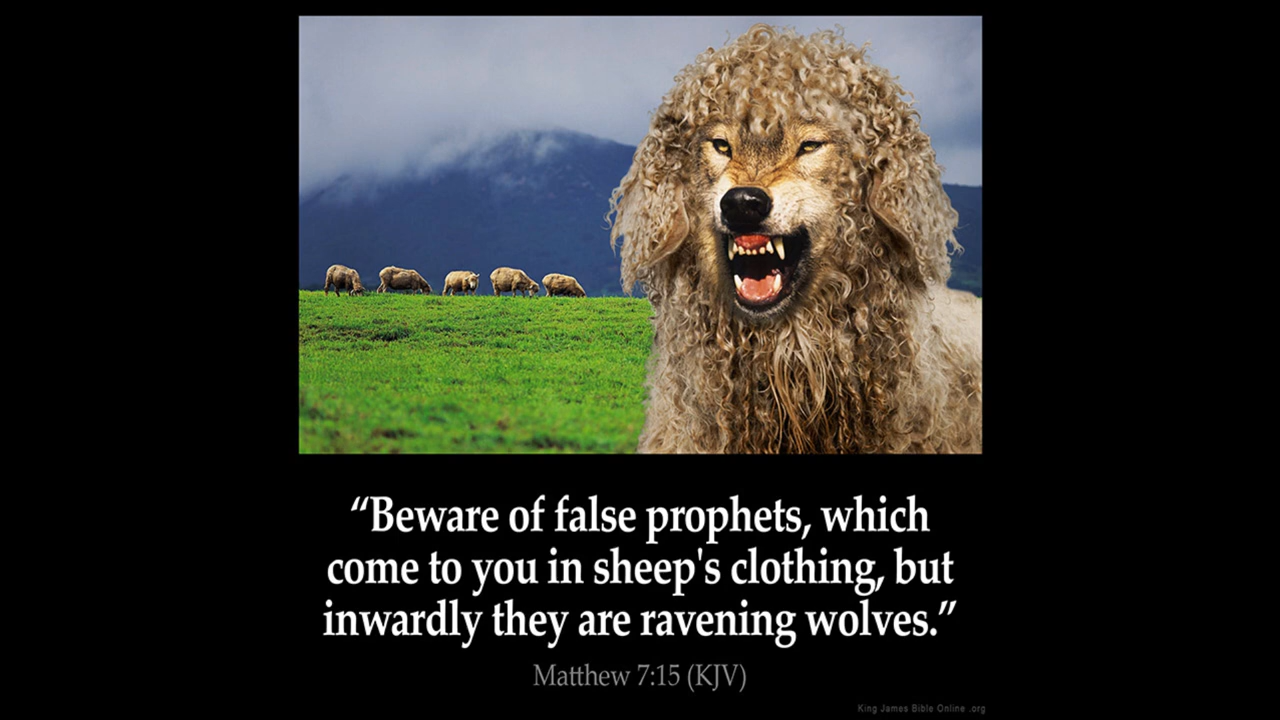 “Beware of false prophets, which
come to you in sheep's clothing, but
inwardly they are ravening wolves.”
Matthew 7:15 (KJV)
King James Bible Online .org